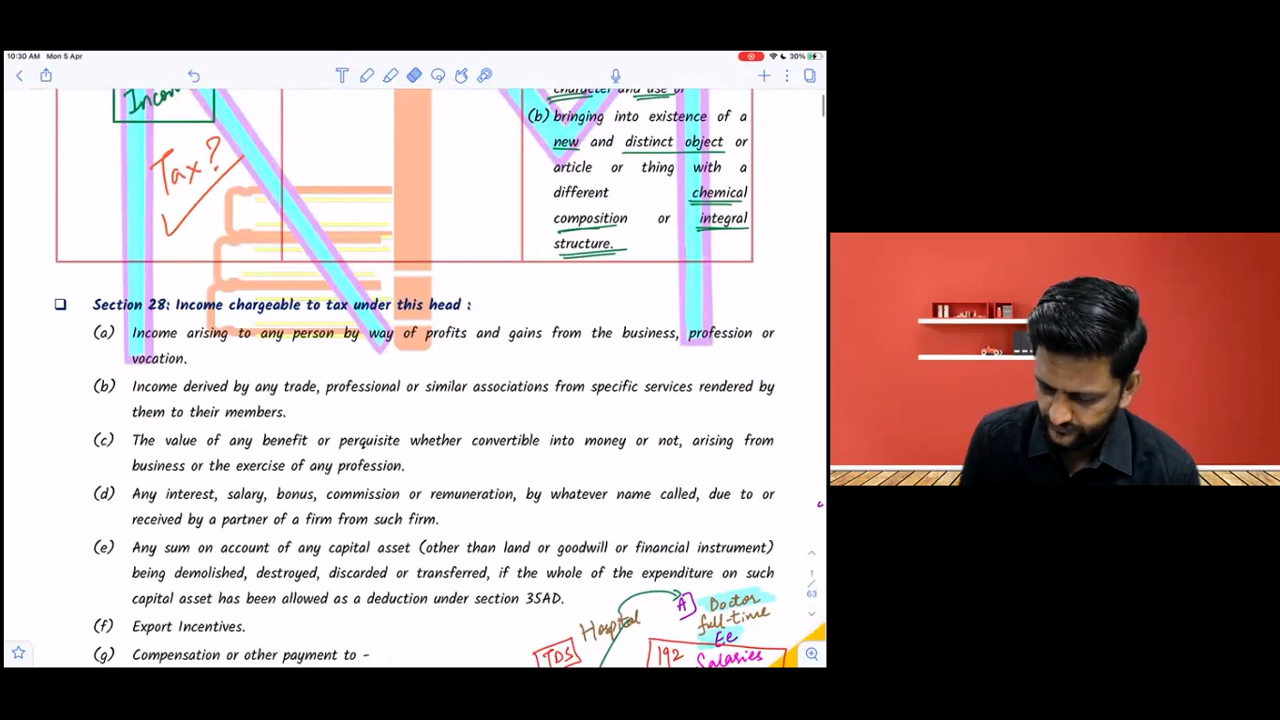 10:30 AM Mon 5 Apr
30%
Incom
Tax?
character and use or
(b) bringing into existence of a
new and distinct object or
article or thing with a
different chemical
composition or integral
structure.
Section 28: Income chargeable to tax under this head :
(a) Income arising to any person by way of profits and gains from the business, profession or
vocation.
(b) Income derived by any trade, professional or similar associations from specific services rendered by
them to their members.
(c) The value of any benefit or perquisite whether convertible into money or not, arising from
business or the exercise of any profession.
(d) Any interest, salary, bonus, commission or remuneration, by whatever name called, due to or
received by a partner of a firm from such firm.
(e) Any sum on account of any capital asset (other than land or goodwill or financial instrument)
being demolished, destroyed, discarded or transferred, if the whole of the expenditure on such
capital asset has been allowed as a deduction under section 35AD.
(f) Export Incentives.
(g) Compensation or other payment to -
Hospital
A
Doctor
full-time
Ee
TDS
192
Salaries
1
/
63